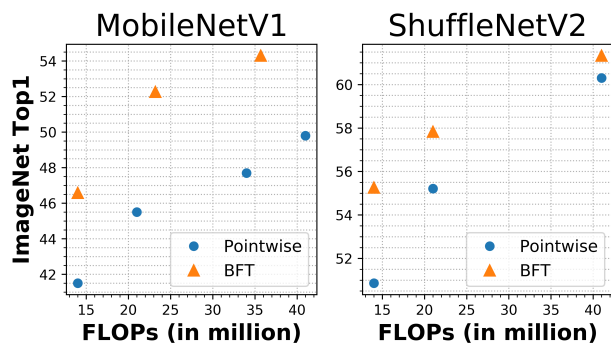 MobileNetV1
ShuffleNetV2
ImageNet Top1
54
52
50
48
46
44
42
15
20
25
30
35
40
Pointwise
BFT
FLOPs (in million)
60
58
56
54
52
15
20
25
30
35
40
Pointwise
BFT
FLOPs (in million)